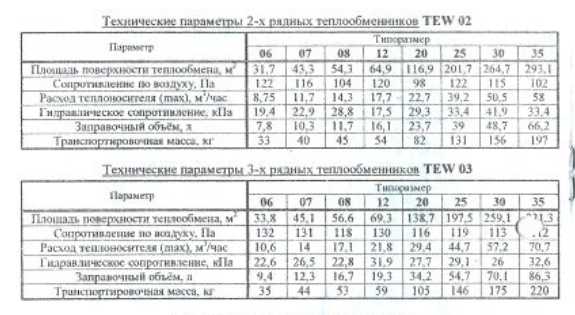 Технические параметры 2-х рядных теплообменников TEW 02
Параметр Типоразмер
06 07 08 12 20 25 30 35
Площадь поверхности теплообмена, м² 31,7 43,3 54,3 64,9 116,9 201,7 264,7 293,1
Сопротивление по воздуху, Па 122 116 104 120 98 122 115 102
Расход теплоносителя (max), м³/час 8,75 11,7 14,3 17,7 22,7 39,2 50,5 58
Гидравлическое сопротивление, кПа 19,4 22,9 28,8 17,5 29,3 33,4 41,9 33,4
Заправочный объём, л 7,8 10,3 11,7 16,1 23,7 39 48,7 66,2
Транспортировочная масса, кг 33 40 45 54 82 131 156 197
Технические параметры 3-х рядных теплообменников TEW 03
Параметр Типоразмер
06 07 08 12 20 25 30 35
Площадь поверхности теплообмена, м² 33,8 45,1 56,6 69,3 138,7 197,5 259,1
Сопротивление по воздуху, Па 132 131 118 130 116 119 113
Расход теплоносителя (max), м³/час 10,6 14 17,1 21,8 29,4 44,7 57,2 70,7
Гидравлическое сопротивление, кПа 22,6 26,5 22,8 31,9 27,7 29,1 26 32,6
Заправочный объём, л 9,4 12,3 16,7 19,3 34,2 54,7 70,1 86,3
Транспортировочная масса, кг 35 44 53 59 105 146 175 220